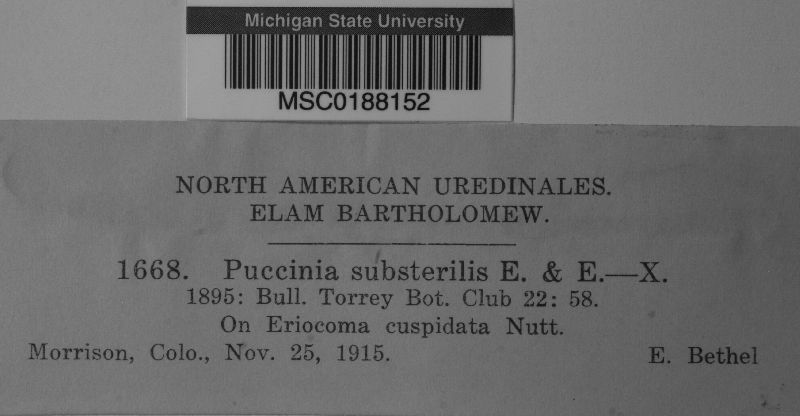 Michigan State University
MSC0188152
NORTH AMERICAN UREDINALES.
ELAM BARTHOLOMEW.
1668. Puccinia substerilis E. & E.—X.
1895: Bull. Torrey Bot. Club 22: 58.
On Eriocoma cuspidata Nutt.
Morrison, Colo., Nov. 25, 1915. E. Bethel